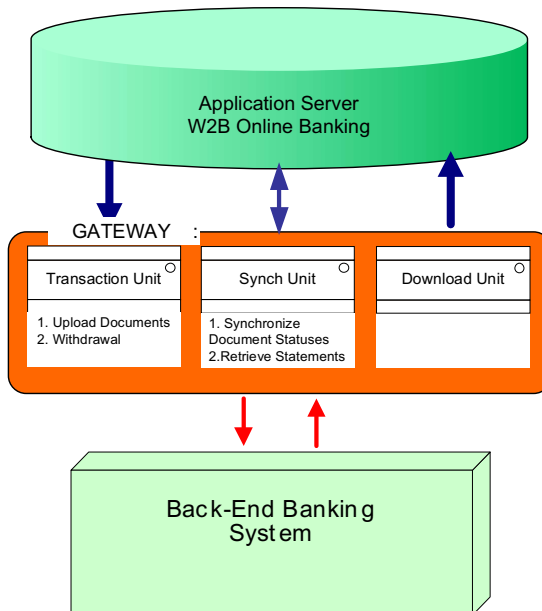 Application Server
W2B Online Banking
GATEWAY :
Transaction Unit
1. Upload Documents
2. Withdrawal
Synch Unit
1. Synchronize
Document Statuses
2.Retrieve Statements
Download Unit
Back-End Banking
System